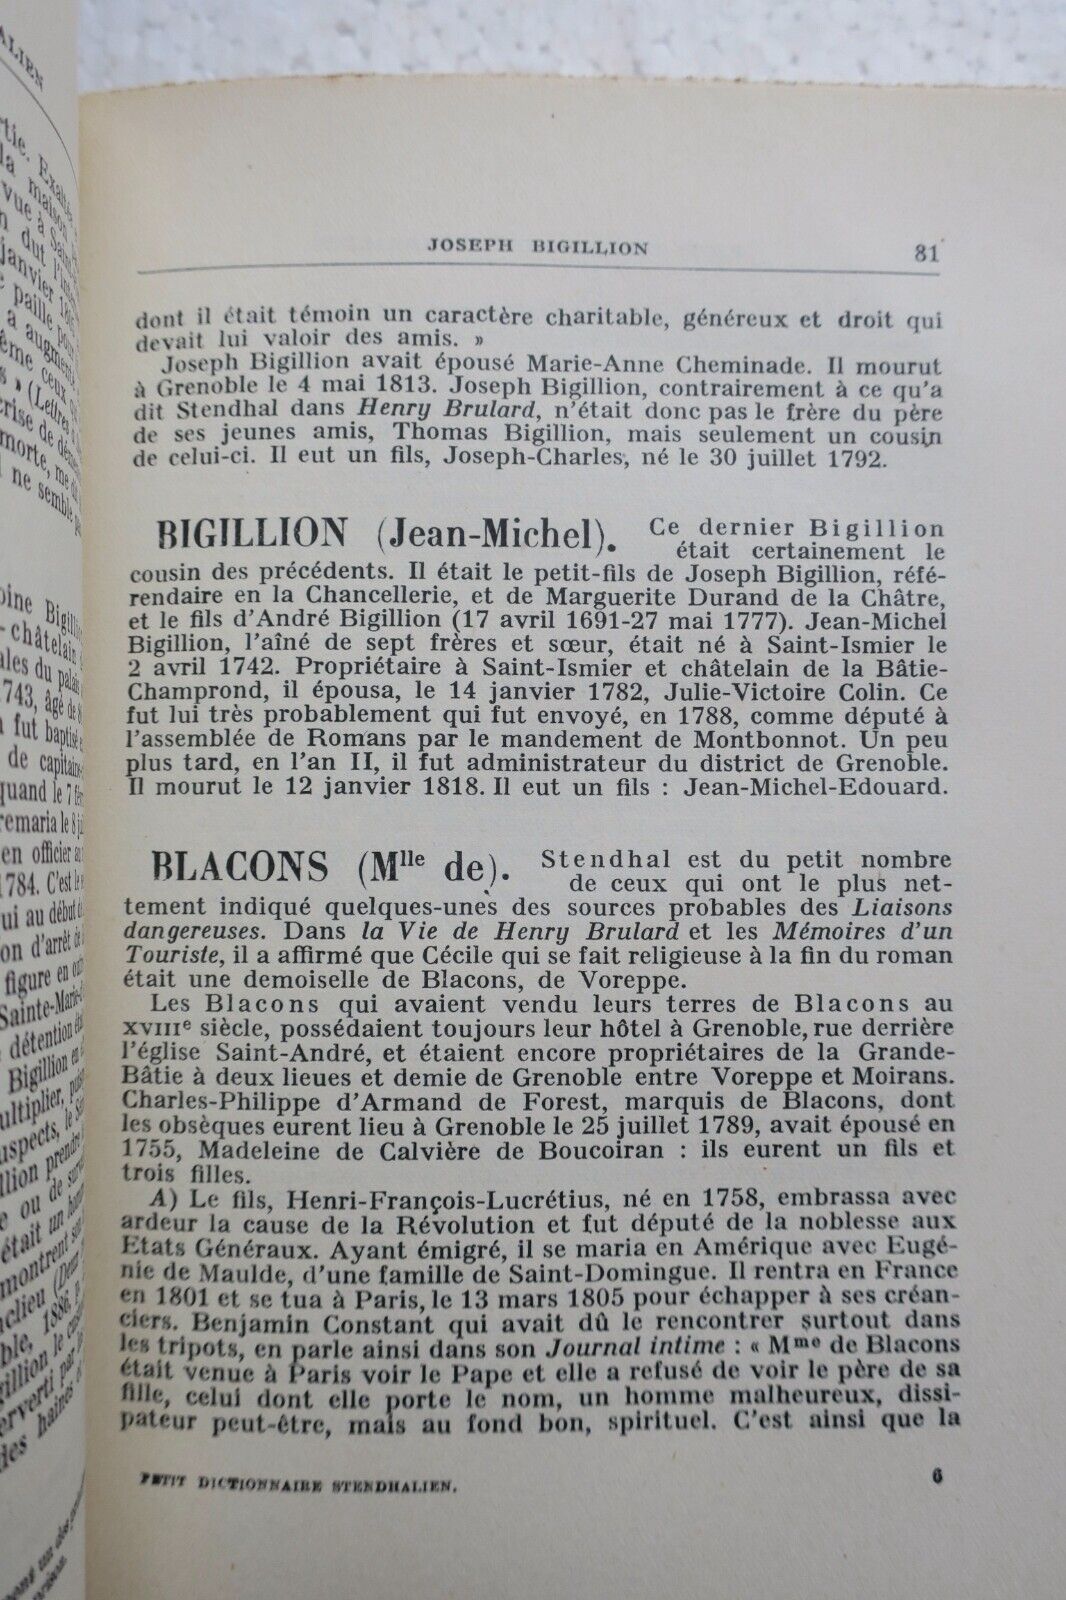 JOSEPH BIGILLION 81
dont il était témoin un caractère charitable, généreux et droit qui
devait lui valoir des amis. »
Joseph Bigillion avait épousé Marie-Anne Cheminade. Il mourut
à Grenoble le 4 mai 1813. Joseph Bigillion, contrairement à ce qu'a
dit Stendhal dans Henry Brulard, n'était donc pas le frère du père
de ses jeunes amis, Thomas Bigillion, mais seulement un cousin
de celui-ci. Il eut un fils, Joseph-Charles, né le 30 juillet 1792.
BIGILLION (Jean-Michel). Ce dernier Bigillion
était certainement le
cousin des précédents. Il était le petit-fils de Joseph Bigillion, réfé-
rendaire en la Chancellerie, et de Marguerite Durand de la Châtre,
et le fils d'André Bigillion (17 avril 1691-27 mai 1777). Jean-Michel
Bigillion, l'aîné de sept frères et sœur, était né à Saint-Ismier le
2 avril 1742. Propriétaire à Saint-Ismier et châtelain de la Bâtie-
Champrond, il épousa, le 14 janvier 1782, Julie-Victoire Colin. Ce
fut lui très probablement qui fut envoyé, en 1788, comme député à
l'assemblée de Romans par le mandement de Montbonnot. Un peu
plus tard, en l'an II, il fut administrateur du district de Grenoble.
Il mourut le 12 janvier 1818. Il eut un fils : Jean-Michel-Edouard.
BLACONS (Mlle de). Stendhal est du petit nombre
de ceux qui ont le plus net-
tement indiqué quelques-unes des sources probables des Liaisons
dangereuses. Dans la Vie de Henry Brulard et les Mémoires d'un
Touriste, il a affirmé que Cécile qui se fait religieuse à la fin du roman
était une demoiselle de Blacons, de Voreppe.
Les Blacons qui avaient vendu leurs terres de Blacons au
XVIIIe siècle, possédaient toujours leur hôtel à Grenoble, rue derrière
l'église Saint-André, et étaient encore propriétaires de la Grande-
Bâtie à deux lieues et demie de Grenoble entre Voreppe et Moirans.
Charles-Philippe d'Armand de Forest, marquis de Blacons, dont
les obsèques eurent lieu à Grenoble le 25 juillet 1789, avait épousé en
1755, Madeleine de Calvière de Boucoiran : ils eurent un fils et
trois filles.
A) Le fils, Henri-François-Lucrétius, né en 1758, embrassa avec
ardeur la cause de la Révolution et fut député de la noblesse aux
Etats Généraux. Ayant émigré, il se maria en Amérique avec Eugé-
nie de Maulde, d'une famille de Saint-Domingue. Il rentra en France
en 1801 et se tua à Paris, le 13 mars 1805 pour échapper à ses créan-
ciers. Benjamin Constant qui avait dû le rencontrer surtout dans
les tripots, en parle ainsi dans son Journal intime : « Mme de Blacons
était venue à Paris voir le Pape et elle a refusé de voir le père de sa
fille, celui dont elle porte le nom, un homme malheureux, dissi-
pateur peut-être, mais au fond bon, spirituel. C'est ainsi que la
PETIT DICTIONNAIRE STENDHALIEN. 6